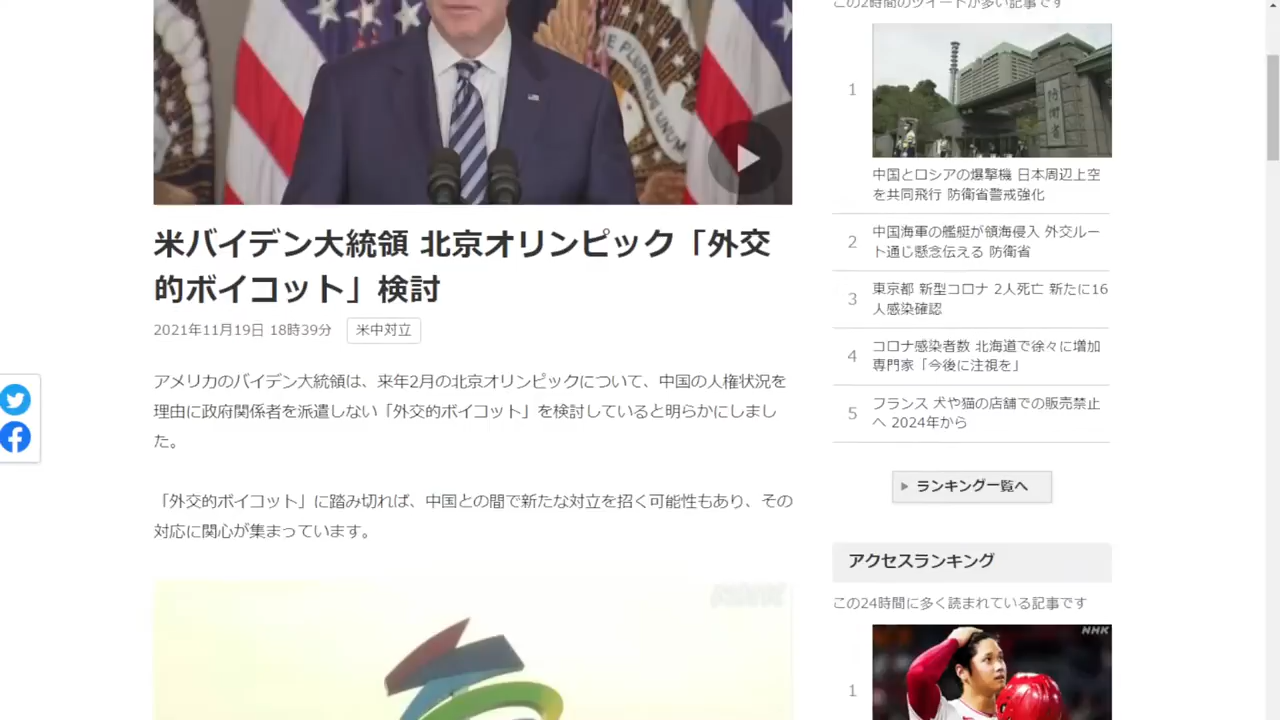 この2時間のツイートが多い記事です
E PLURIBUS UNUM
米バイデン大統領 北京オリンピック「外交
的ボイコット」検討
2021年11月19日 18時39分
米中対立
アメリカのバイデン大統領は、来年2月の北京オリンピックについて、中国の人権状況を
理由に政府関係者を派遣しない「外交的ボイコット」を検討していると明らかにしまし
た。
「外交的ボイコット」に踏み切れば、中国との間で新たな対立を招く可能性もあり、その
対応に関心が集まっています。
1
防衛省
中国とロシアの爆撃機 日本周辺上空
を共同飛行 防衛省警戒強化
2
中国海軍の艦艇が領海侵入 外交ルー
ト通じ懸念伝える 防衛省
3
東京都 新型コロナ 2人死亡 新たに16
人感染確認
4
コロナ感染者数 北海道で徐々に増加
専門家「今後に注視を」
5
フランス 犬や猫の店舗での販売禁止
へ 2024年から
ランキング一覧へ
アクセスランキング
この24時間に多く読まれている記事です
NHK
1